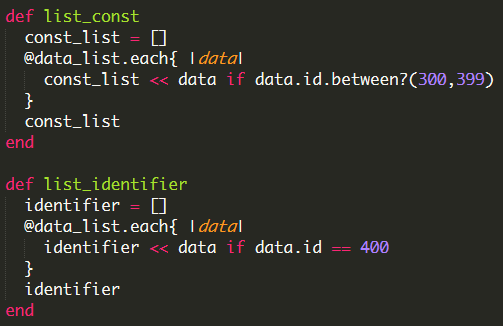 def list_const
  const_list = []
  @data_list.each{ |data|
    const_list << data if data.id.between?(300,399)
  }
  const_list
end

def list_identifier
  identifier = []
  @data_list.each{ |data|
    identifier << data if data.id == 400
  }
  identifier
end